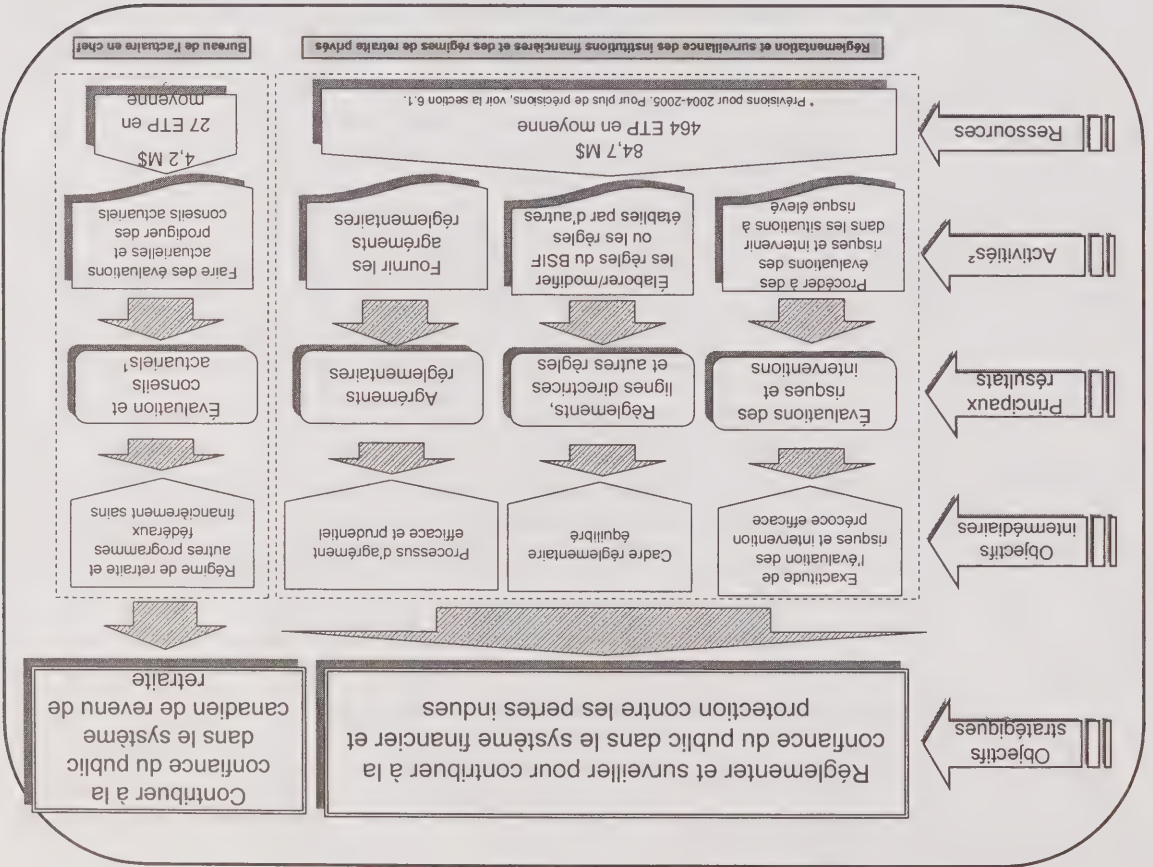 Objectifs
stratégiques
Réglementer et surveiller pour contribuer à la
confiance du public dans le système financier et
protection contre les pertes indues
Contribuer à la
confiance du public
dans le système
canadien de revenu de
retraite
Objectifs
intermédiaires
Exactitude de
l'évaluation des
risques et intervention
précoce efficace
Cadre réglementaire
équilibré
Processus d'agrément
efficace et prudentiel
Régime de retraite et
autres programmes
fédéraux
financièrement sains
Principaux
résultats
Évaluations des
risques et
interventions
Règlements,
lignes directrices
et autres règles
Agréments
réglementaires
Évaluation et
conseils
actuariels¹
Activités²
Procéder à des
évaluations des
risques et intervenir
dans les situations à
risque élevé
Élaborer/modifier
les règles du BSIF
ou les règles
établies par d'autres
Fournir les
agréments
réglementaires
Faire des évaluations
actuarielles et
prodiguer des
conseils actuariels
Ressources
84,7 M$
464 ETP en moyenne
* Prévisions pour 2004-2005. Pour plus de précisions, voir la section 6.1.
4,2 M$
27 ETP en
moyenne
Réglementation et surveillance des institutions financières et des régimes de retraite privés
Bureau de l'actuaire en chef